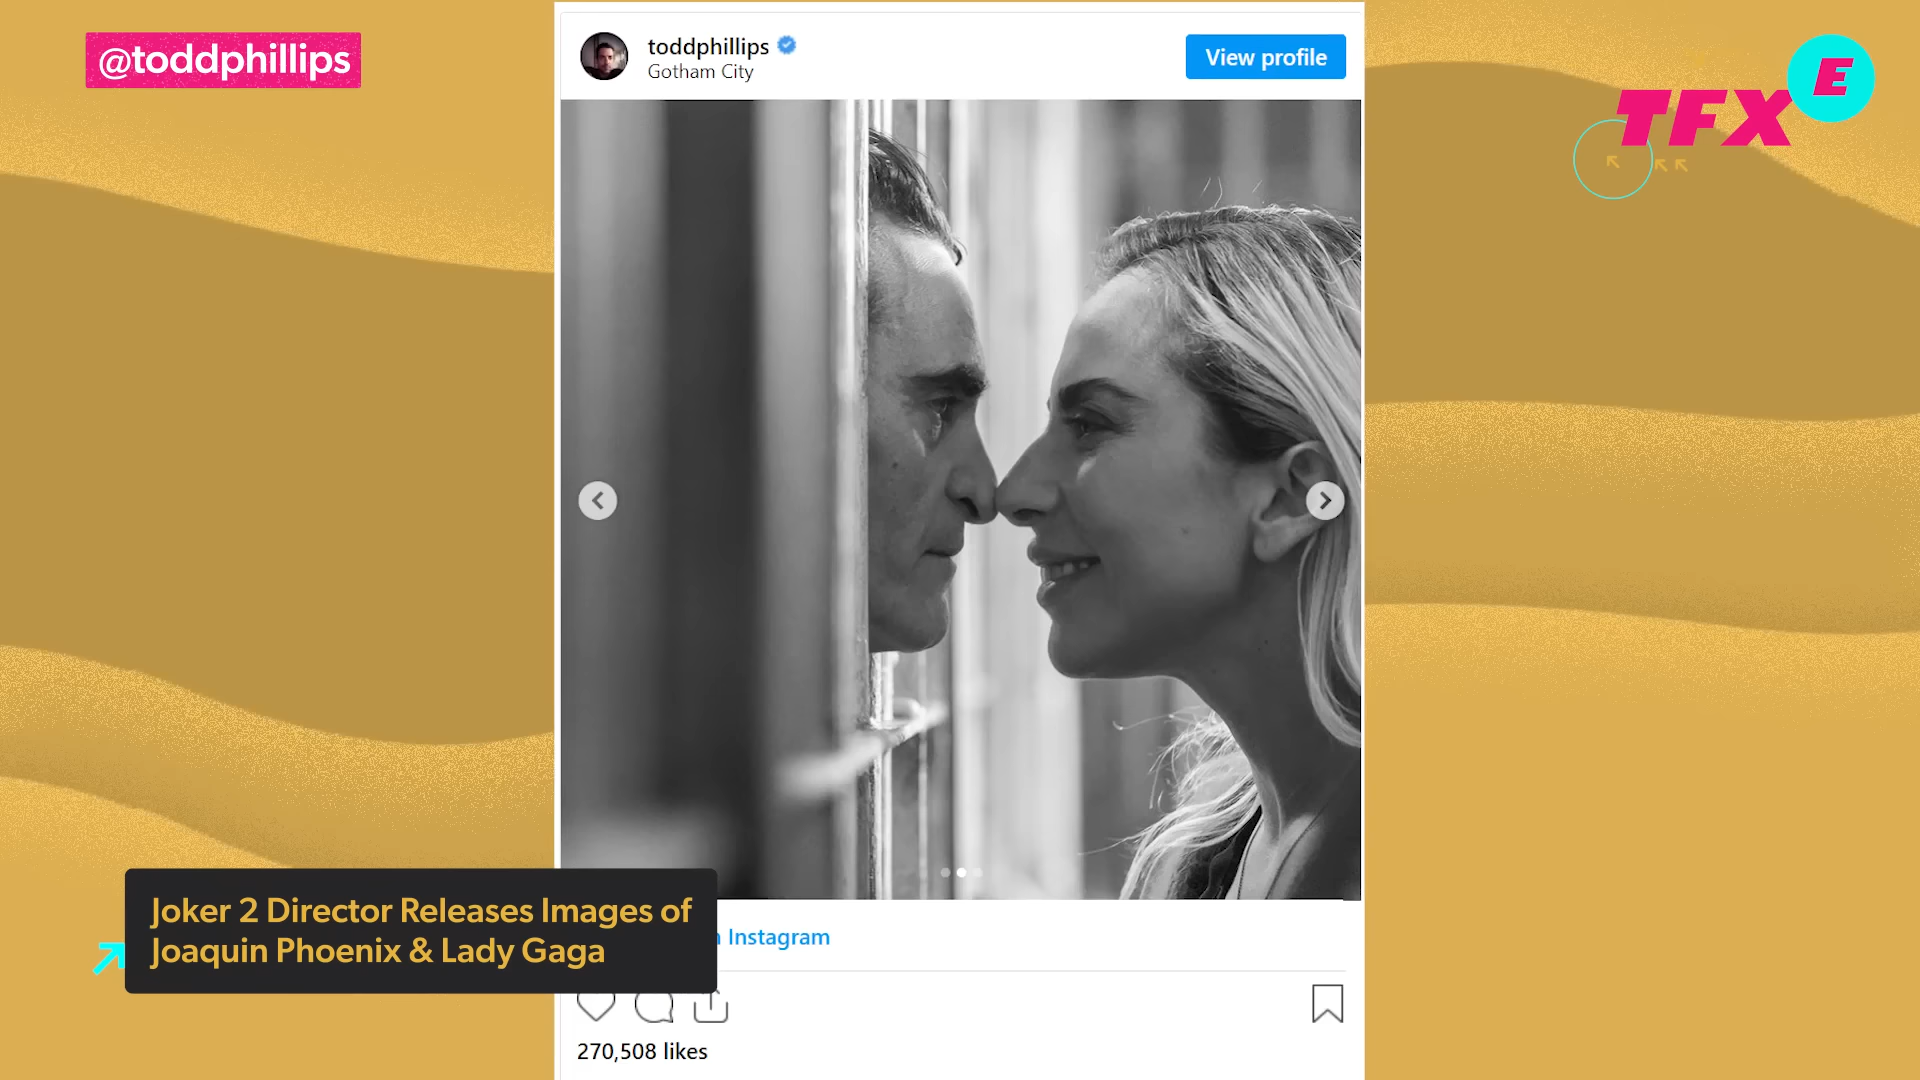 @toddphillips
toddphillips
Gotham City
View profile
TFX
E
Joker 2 Director Releases Images of
Joaquin Phoenix & Lady Gaga
Instagram
270,508 likes